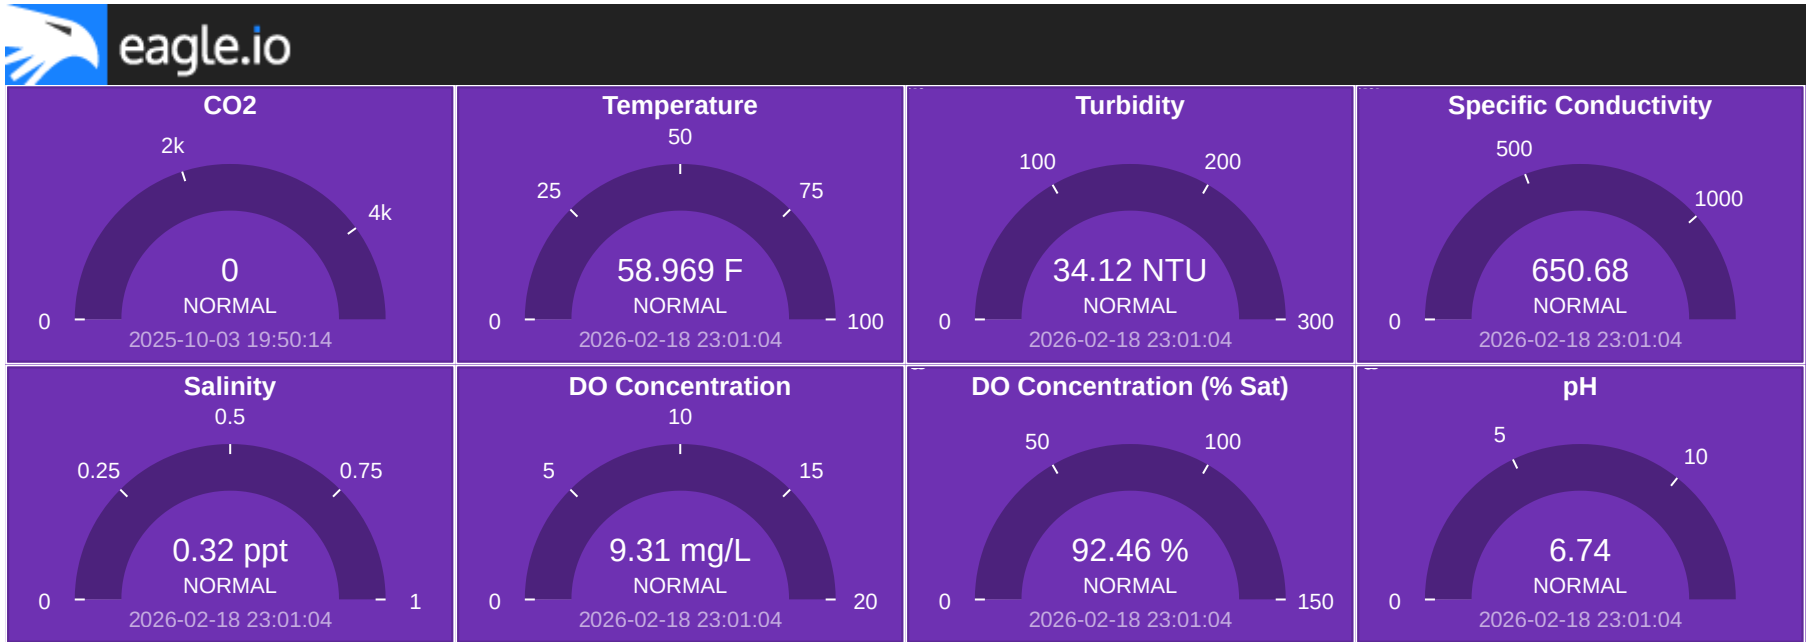 eagle.io
CO2
2k
4k
0
0
NORMAL
2025-10-03 19:50:14
Temperature
50
25
75
58.969 F
NORMAL
0
100
2026-02-18 23:01:04
Turbidity
100
200
34.12 NTU
NORMAL
0
300
2026-02-18 23:01:04
Specific Conductivity
500
1000
650.68
NORMAL
0
2026-02-18 23:01:04
Salinity
0.5
0.25
0.75
0.32 ppt
NORMAL
0
1
2026-02-18 23:01:04
DO Concentration
10
5
15
9.31 mg/L
NORMAL
0
20
2026-02-18 23:01:04
DO Concentration (% Sat)
50
100
92.46 %
NORMAL
0
150
2026-02-18 23:01:04
pH
5
10
6.74
NORMAL
0
2026-02-18 23:01:04